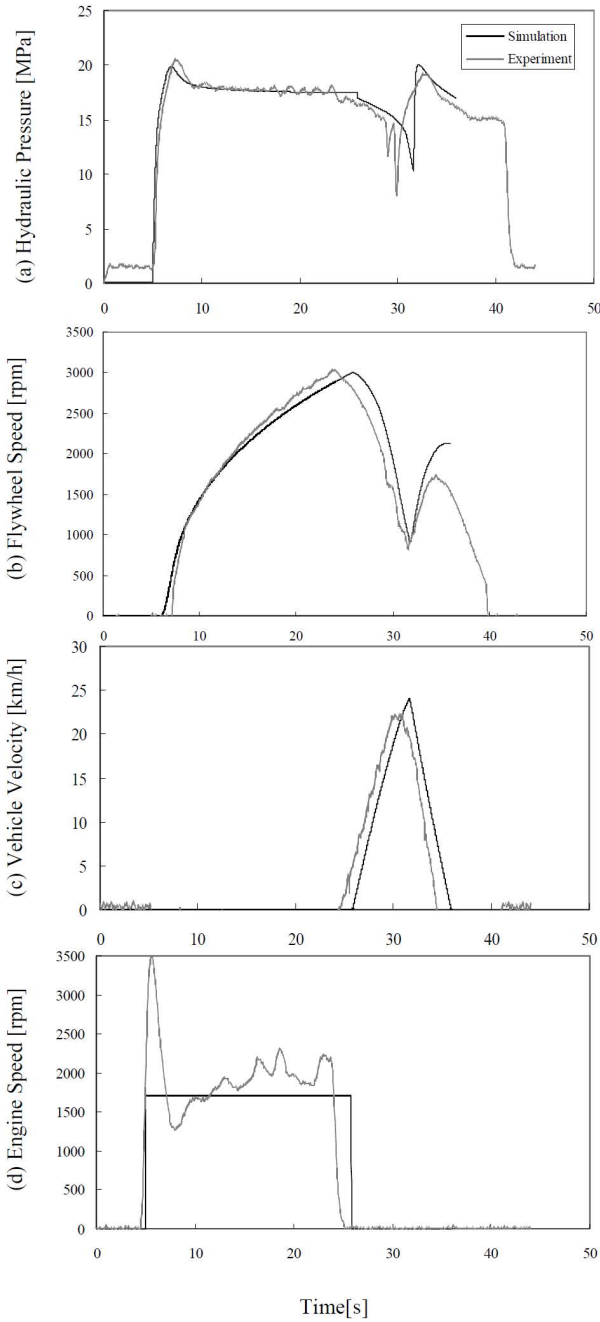 (a) Hydraulic Pressure [MPa]
25
20
15
10
5
0
0 10 20 30 40 50
Simulation
Experiment
(b) Flywheel Speed [rpm]
3500
3000
2500
2000
1500
1000
500
0
0 10 20 30 40 50
(c) Vehicle Velocity [km/h]
30
25
20
15
10
5
0
0 10 20 30 40 50
(d) Engine Speed [rpm]
3500
3000
2500
2000
1500
1000
500
0
0 10 20 30 40 50
Time[s]